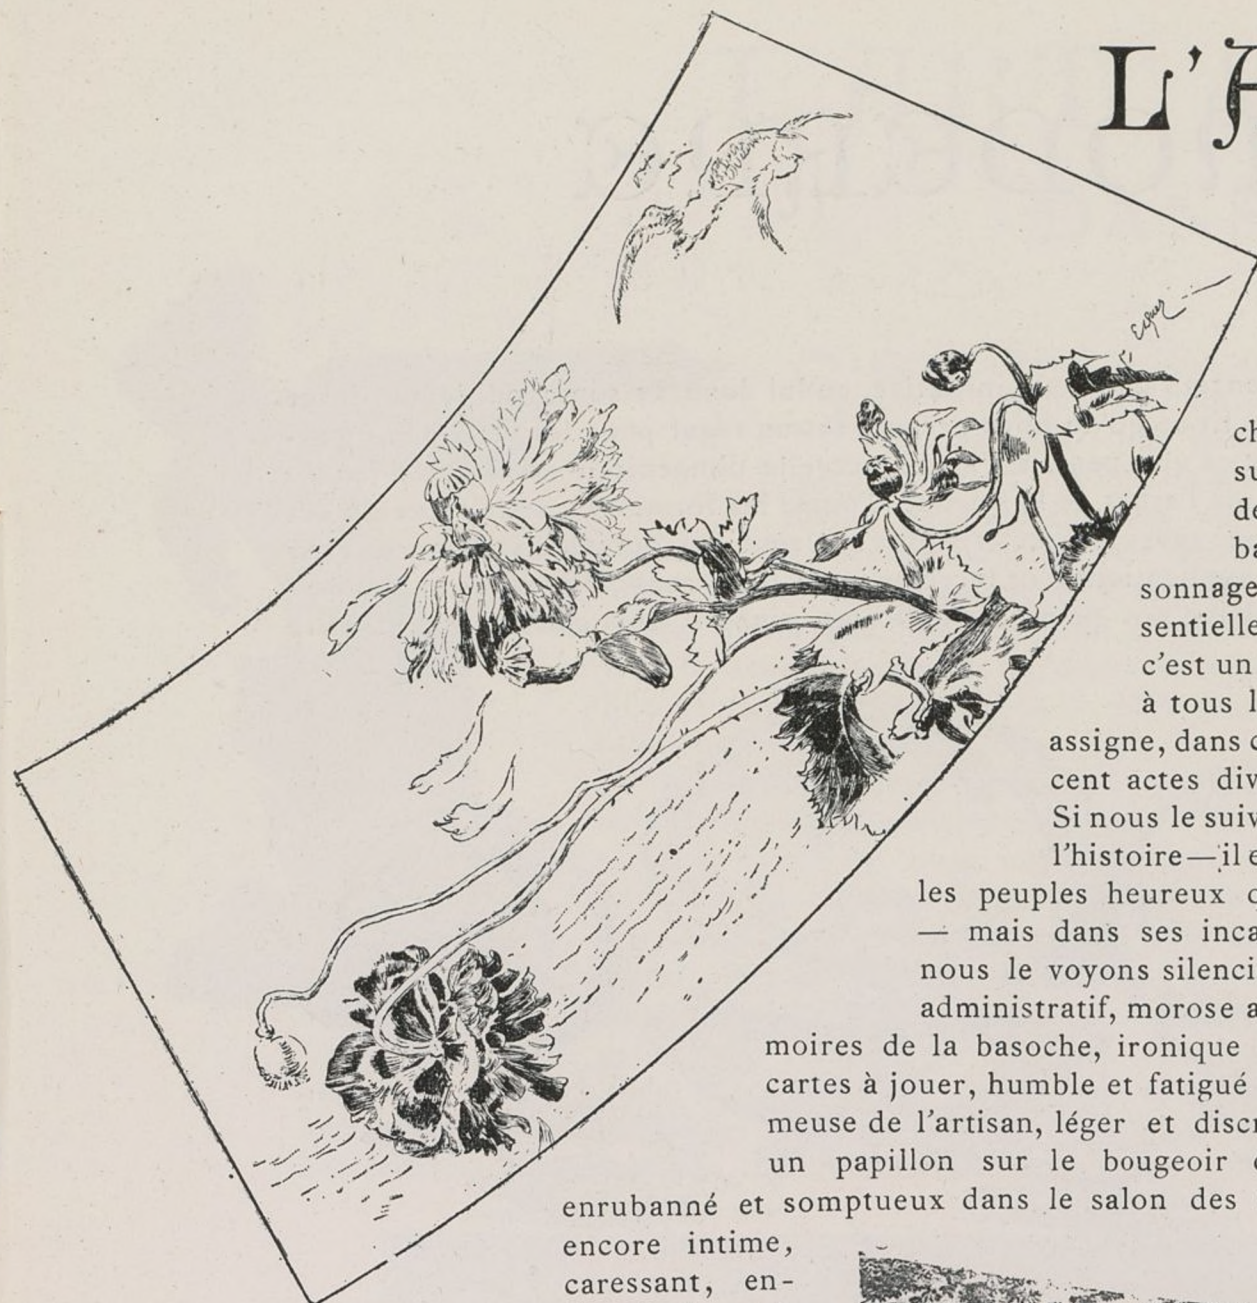 L'A
ch
su
de
ba
sonnage
sentielle
c'est un
à tous l
assigne, dans c
cent actes div
Si nous le suiv
l'histoire—il e
les peuples heureux c
— mais dans ses inca
nous le voyons silenci
administratif, morose a
moires de la basoche, ironique
cartes à jouer, humble et fatigué
meuse de l'artisan, léger et discr
un papillon sur le bougeoir
enrubanné et somptueux dans le salon des
encore intime,
caressant, en-